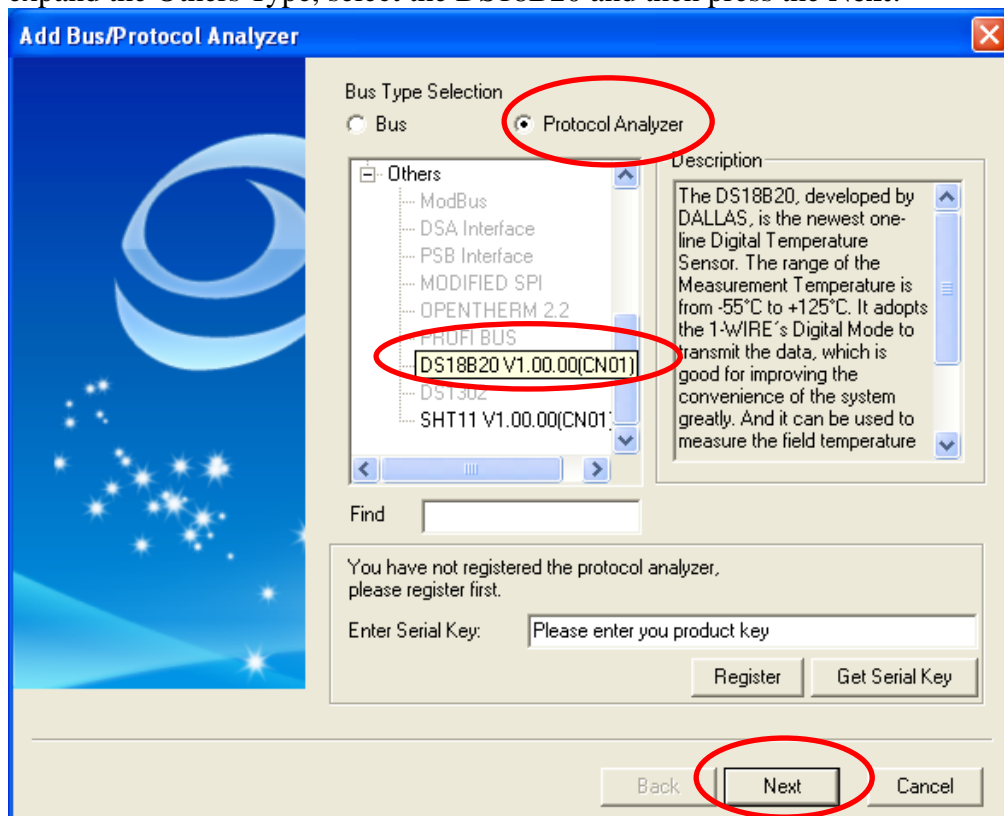 expand the Others Type, select the DS18B20 and then press the Next.
Add Bus/Protocol Analyzer
Bus Type Selection
Bus
Protocol Analyzer
Others
ModBus
DSA Interface
PSB Interface
MODIFIED SPI
OPENTHERM 2.2
PROFI BUS
DS18B20 V1.00.00(CN01)
DS1302
SHT11 V1.00.00(CN01)
Description
The DS18B20, developed by
DALLAS, is the newest one-
line Digital Temperature
Sensor. The range of the
Measurement Temperature is
from -55°C to +125°C. It adopts
the 1-WIRE´s Digital Mode to
transmit the data, which is
good for improving the
convenience of the system
greatly. And it can be used to
measure the field temperature
Find
You have not registered the protocol analyzer,
please register first.
Enter Serial Key:
Please enter you product key
Register
Get Serial Key
Back
Next
Cancel